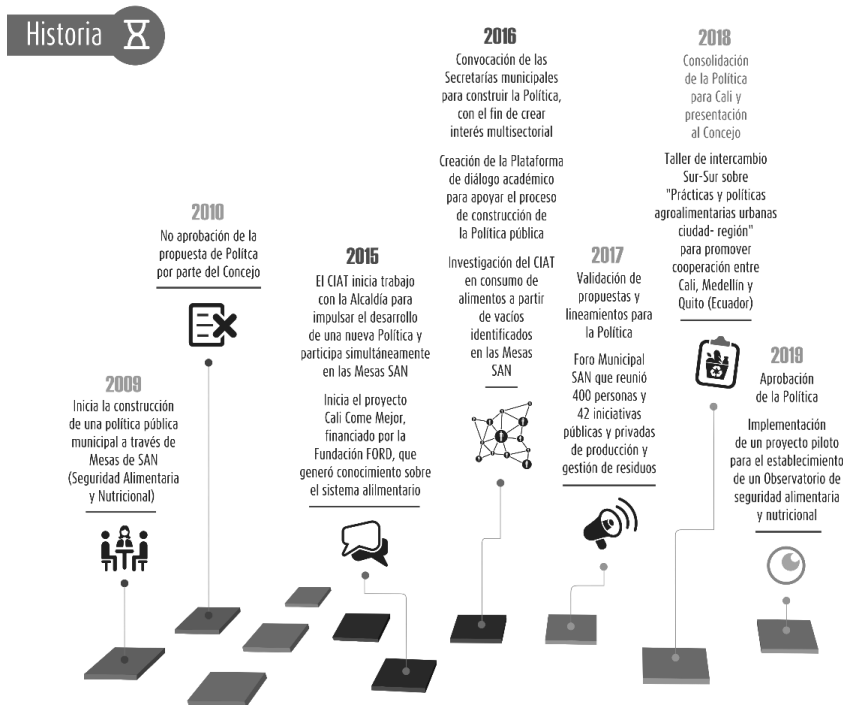 Historia
2009
Inicia la construcción
de una política pública
municipal a través de
Mesas de SAN
(Seguridad Alimentaria
y Nutricional)
2010
No aprobación de la
propuesta de Polítca
por parte del Concejo
2015
El CIAT inicia trabajo
con la Alcaldía para
impulsar el desarrollo
de una nueva Política y
participa simultáneamente
en las Mesas SAN
Inicia el proyecto
Cali Come Mejor,
financiado por la
Fundación FORD, que
generó conocimiento sobre
el sistema alilmentario
2016
Convocación de las
Secretarías municipales
para construir la Política,
con el fin de crear
interés multisectorial
Creación de la Plataforma
de diálogo académico
para apoyar el proceso
de construcción de
la Política pública
Investigación del CIAT
en consumo de
alimentos a partir
de vacíos
identificados
en las Mesas
SAN
2017
Validación de
propuestas y
lineamientos para
la Política
Foro Municipal
SAN que reunió
400 personas y
42 iniciativas
públicas y privadas
de producción y
gestión de residuos
2018
Consolidación
de la Política
para Cali y
presentación
al Concejo
Taller de intercambio
Sur-Sur sobre
"Prácticas y políticas
agroalimentarias urbanas
ciudad- región"
para promover
cooperación entre
Cali, Medellín y
Quito (Ecuador)
2019
Aprobación
de la Política
Implementación
de un proyecto piloto
para el establecimiento
de un Observatorio de
seguridad alimentaria
y nutricional